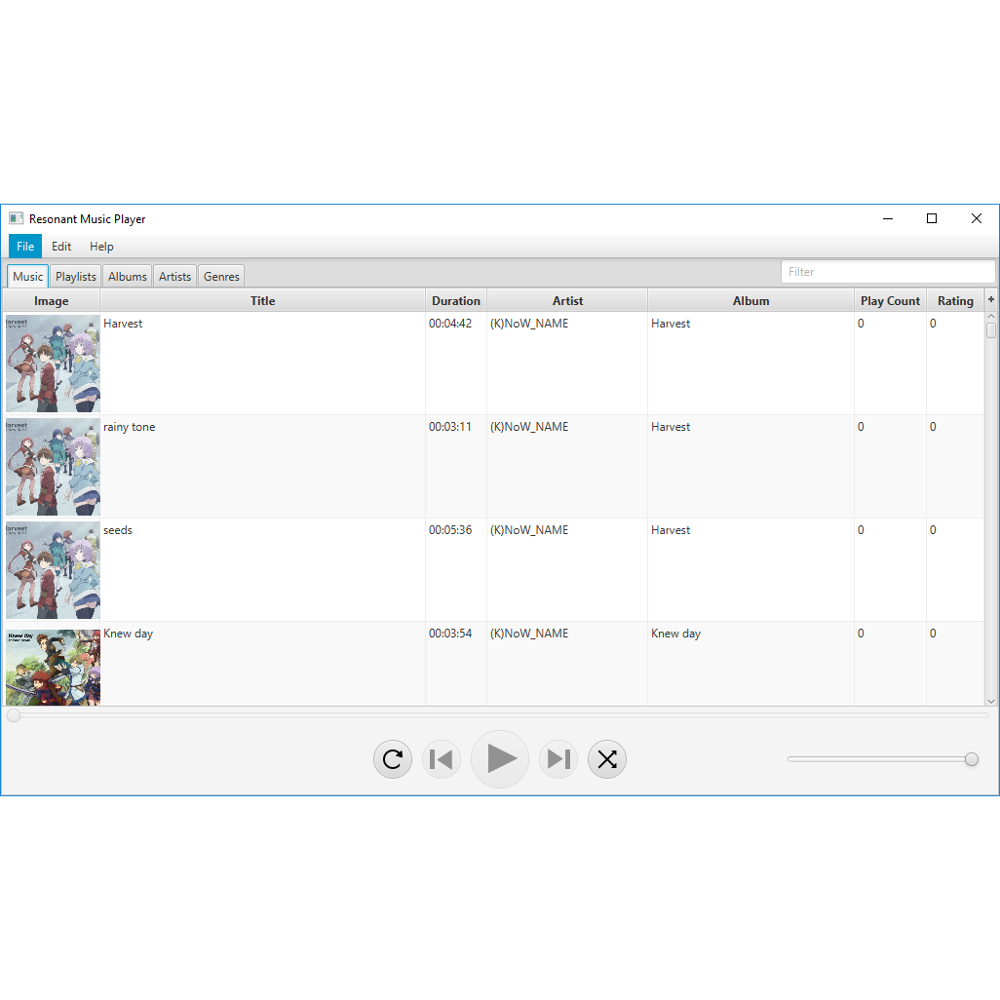 Resonant Music Player
File Edit Help
Music Playlists Albums Artists Genres Filter
Image Title Duration Artist Album Play Count Rating +
Harvest 00:04:42 (K)NoW_NAME Harvest 0 0
rainy tone 00:03:11 (K)NoW_NAME Harvest 0 0
seeds 00:05:36 (K)NoW_NAME Harvest 0 0
Knew day Knew day 00:03:54 (K)NoW_NAME Knew day 0 0